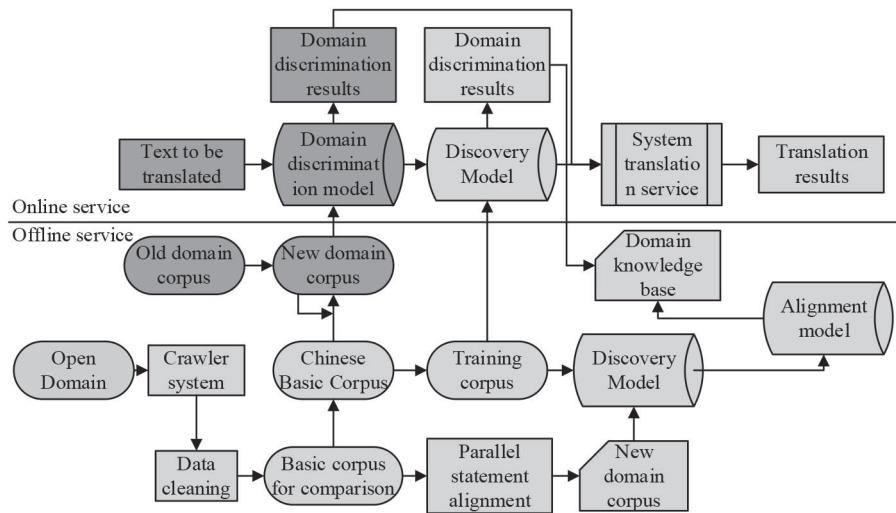 Domain
discrimination
results
Domain
discrimination
results
Text to be
translated
Domain
discriminat
ion model
Discovery
Model
System
translatio
n service
Translation
results
Online service
Offline service
Old domain
corpus
New domain
corpus
Domain
knowledge
base
Alignment
model
Open
Domain
Crawler
system
Chinese
Basic Corpus
Training
corpus
Discovery
Model
Data
cleaning
Basic corpus
for comparison
Parallel
statement
alignment
New
domain
corpus